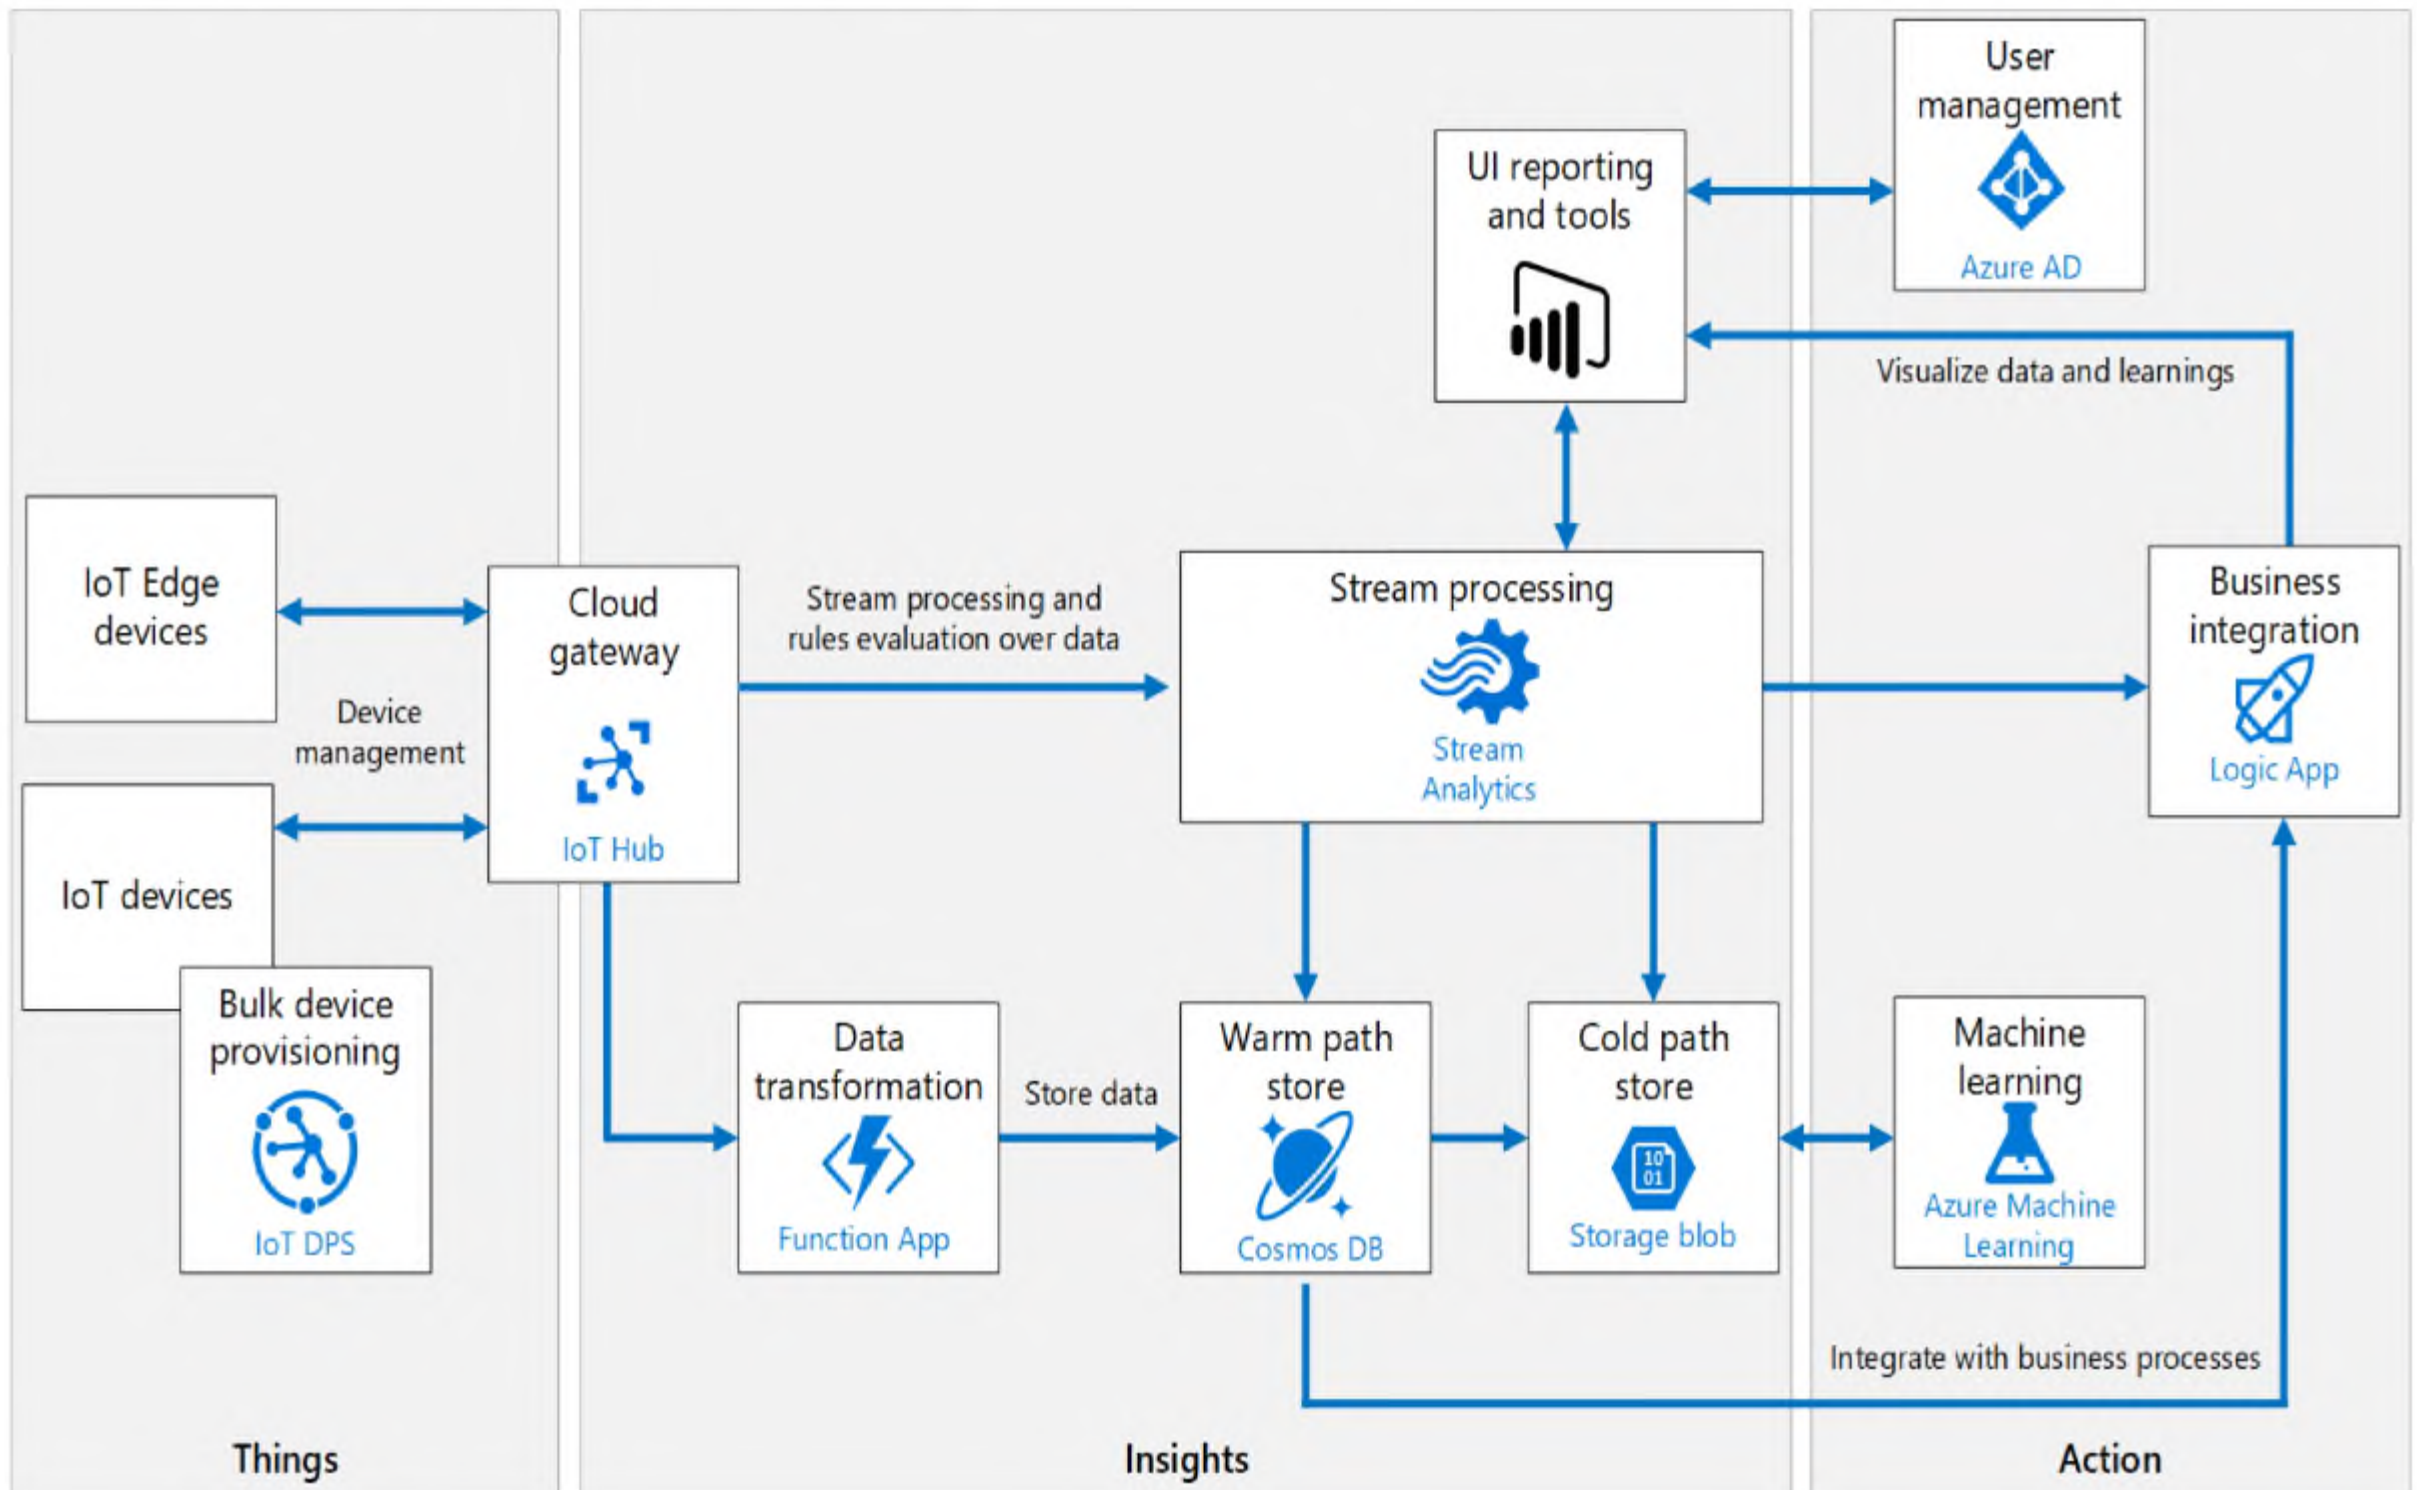 User
management
Azure AD
UI reporting
and tools
Visualize data and learnings
IoT Edge
devices
Device
management
IoT devices
Bulk device
provisioning
IoT DPS
Cloud
gateway
IoT Hub
Stream processing and
rules evaluation over data
Stream processing
Stream
Analytics
Business
integration
Logic App
Data
transformation
Function App
Store data
Warm path
store
Cosmos DB
Cold path
store
10
01
Storage blob
Machine
learning
Azure Machine
Learning
Integrate with business processes
Things
Insights
Action